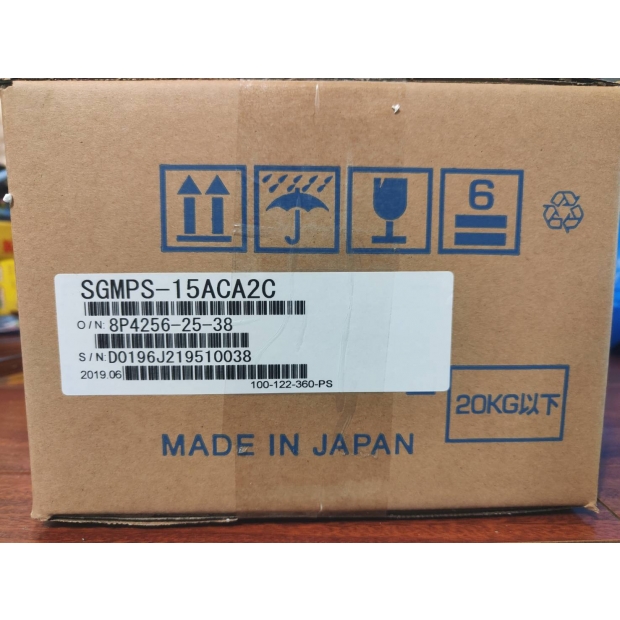 6
SGMPS-15ACA2C
O/N: 8P4256-25-38
S/N: D0196J219510038
2019.06
100-122-360-PS
20KG以下
MADE IN JAPAN